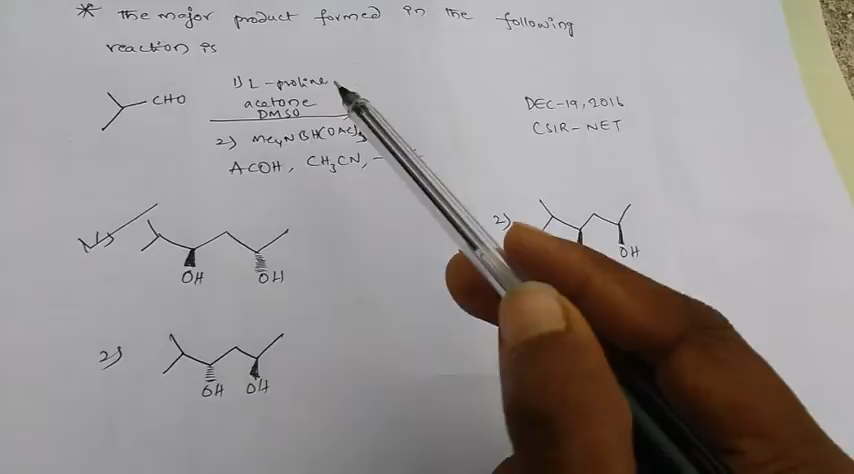 * The major product formed in the following
reaction is
CHO
1) L-proline
acetone
DMSO
2) Me4NBH(OAc)3
ACOH, CH3CN, -
DEC-19, 2016
CSIR-NET
OH
OH
2)
OH
2)
OH
OH